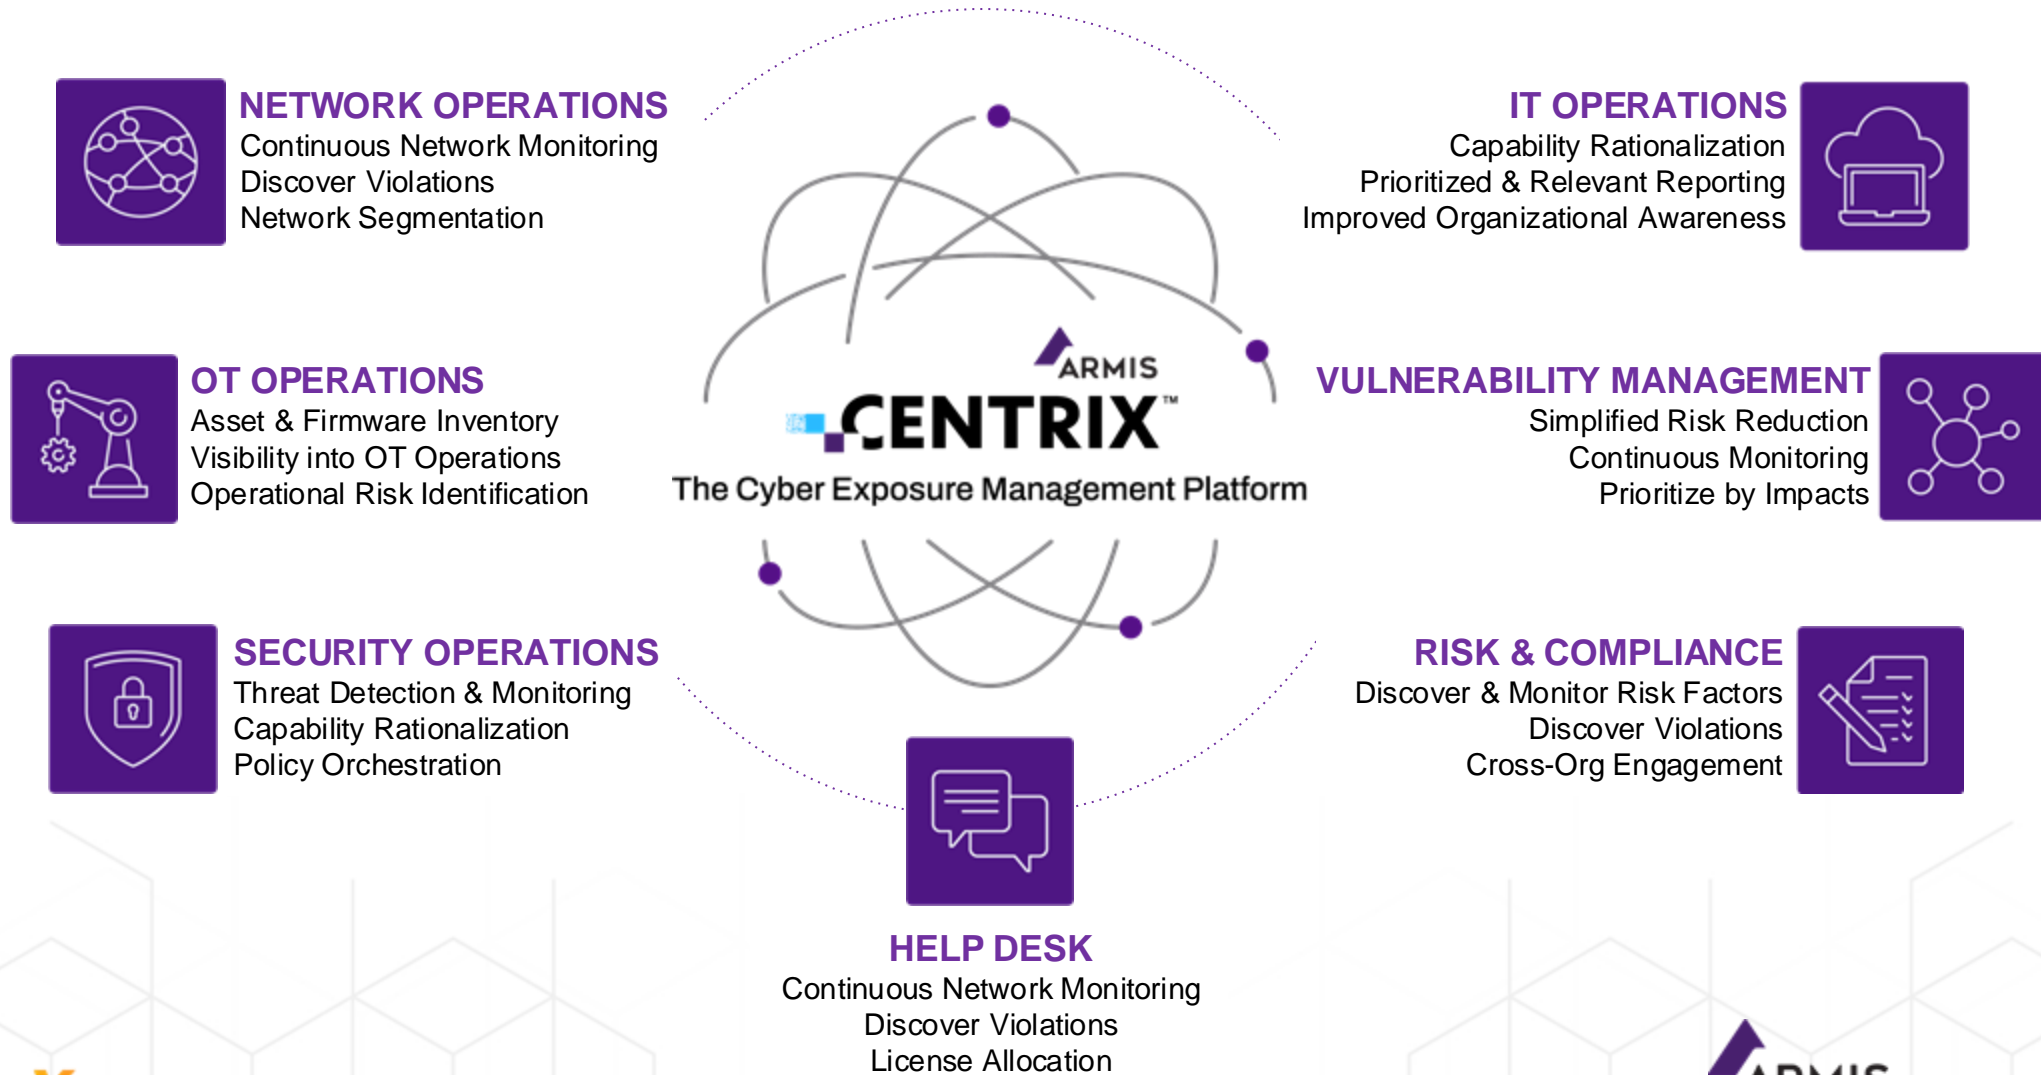 NETWORK OPERATIONS
Continuous Network Monitoring
Discover Violations
Network Segmentation
IT OPERATIONS
Capability Rationalization
Prioritized & Relevant Reporting
Improved Organizational Awareness
OT OPERATIONS
Asset & Firmware Inventory
Visibility into OT Operations
Operational Risk Identification
ARMIS
CENTRIX™
The Cyber Exposure Management Platform
VULNERABILITY MANAGEMENT
Simplified Risk Reduction
Continuous Monitoring
Prioritize by Impacts
SECURITY OPERATIONS
Threat Detection & Monitoring
Capability Rationalization
Policy Orchestration
RISK & COMPLIANCE
Discover & Monitor Risk Factors
Discover Violations
Cross-Org Engagement
HELP DESK
Continuous Network Monitoring
Discover Violations
License Allocation
ARMIS